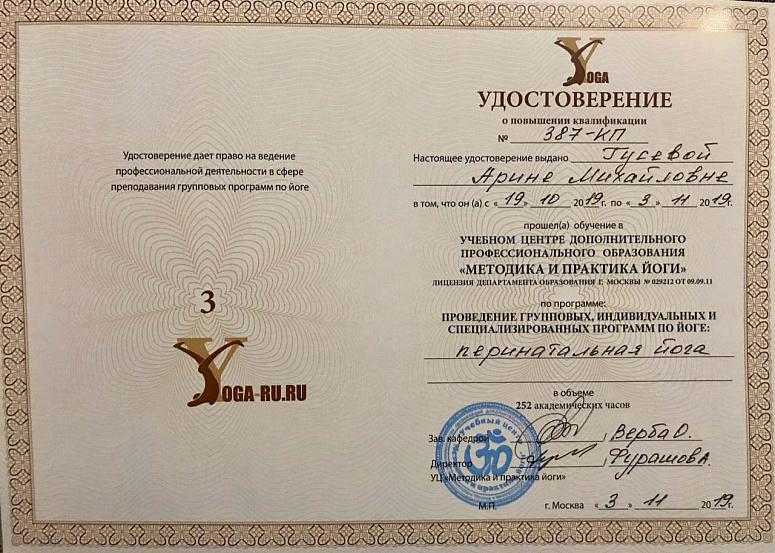 Удостоверение дает право на ведение
профессиональной деятельности в сфере
преподавания групповых программ по йоге
3
YOGA-RU.RU
YOGA
УДОСТОВЕРЕНИЕ
о повышении квалификации
№ 387-КП
Настоящее удостоверение выдано Гусевой
Арине Михайловне
в том, что он (а) с «19» 10 2019г. по «3» 11 2019г.
прошел(а) обучение в
УЧЕБНОМ ЦЕНТРЕ ДОПОЛНИТЕЛЬНОГО
ПРОФЕССИОНАЛЬНОГО ОБРАЗОВАНИЯ
«МЕТОДИКА И ПРАКТИКА ЙОГИ»
ЛИЦЕНЗИЯ ДЕПАРТАМЕНТА ОБРАЗОВАНИЯ Г. МОСКВЫ № 029212 ОТ 09.09.11
по программе:
ПРОВЕДЕНИЕ ГРУППОВЫХ, ИНДИВИДУАЛЬНЫХ И
СПЕЦИАЛИЗИРОВАННЫХ ПРОГРАММ ПО ЙОГЕ:
перинатальная йога
в объеме
252 академических часов
Зав. кафедрой Верба О.
Директор Фурашов А.
УЦ «Методика и практика йоги»
М.П. г. Москва «3» 11 2019.